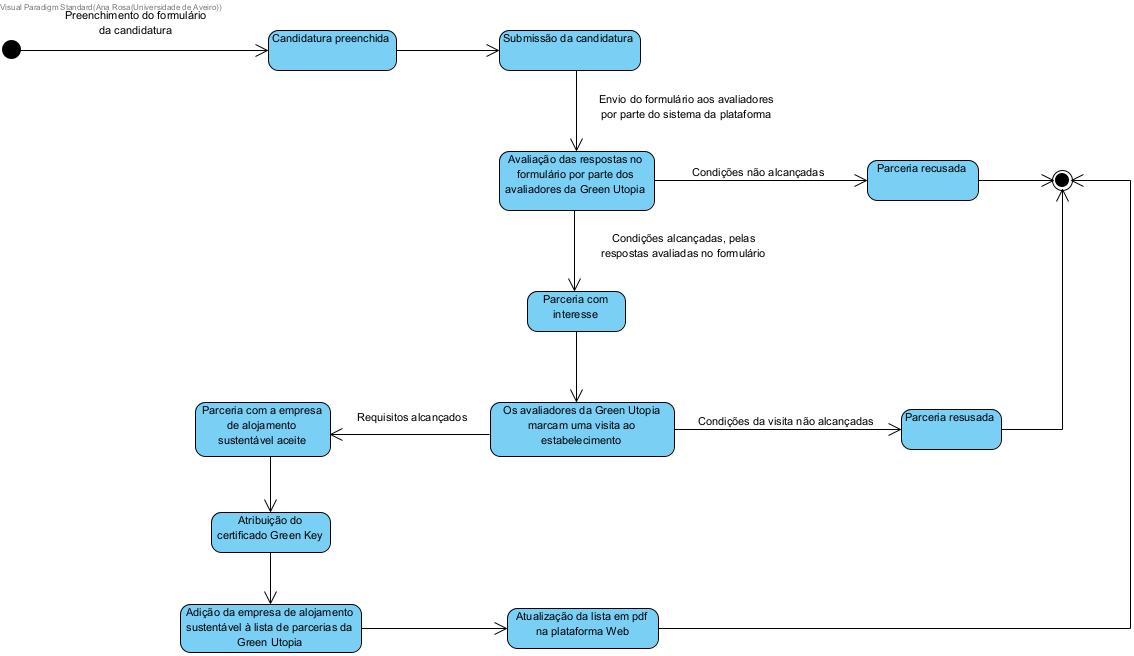 Visual Paradigm Standard(Ana Rosa(Universidade de Aveiro))
Preenchimento do formulário
da candidatura
Candidatura preenchida
Submissão da candidatura
Envio do formulário aos avaliadores
por parte do sistema da plataforma
Avaliação das respostas no
formulário por parte dos
avaliadores da Green Utopia
Condições não alcançadas
Parceria recusada
Condições alcançadas, pelas
respostas avaliadas no formulário
Parceria com
interesse
Os avaliadores da Green Utopia
marcam uma visita ao
estabelecimento
Condições da visita não alcançadas
Parceria resusada
Requisitos alcançados
Parceria com a empresa
de alojamento
sustentável aceite
Atribuição do
certificado Green Key
Adição da empresa de alojamento
sustentável à lista de parcerias da
Green Utopia
Atualização da lista em pdf
na plataforma Web